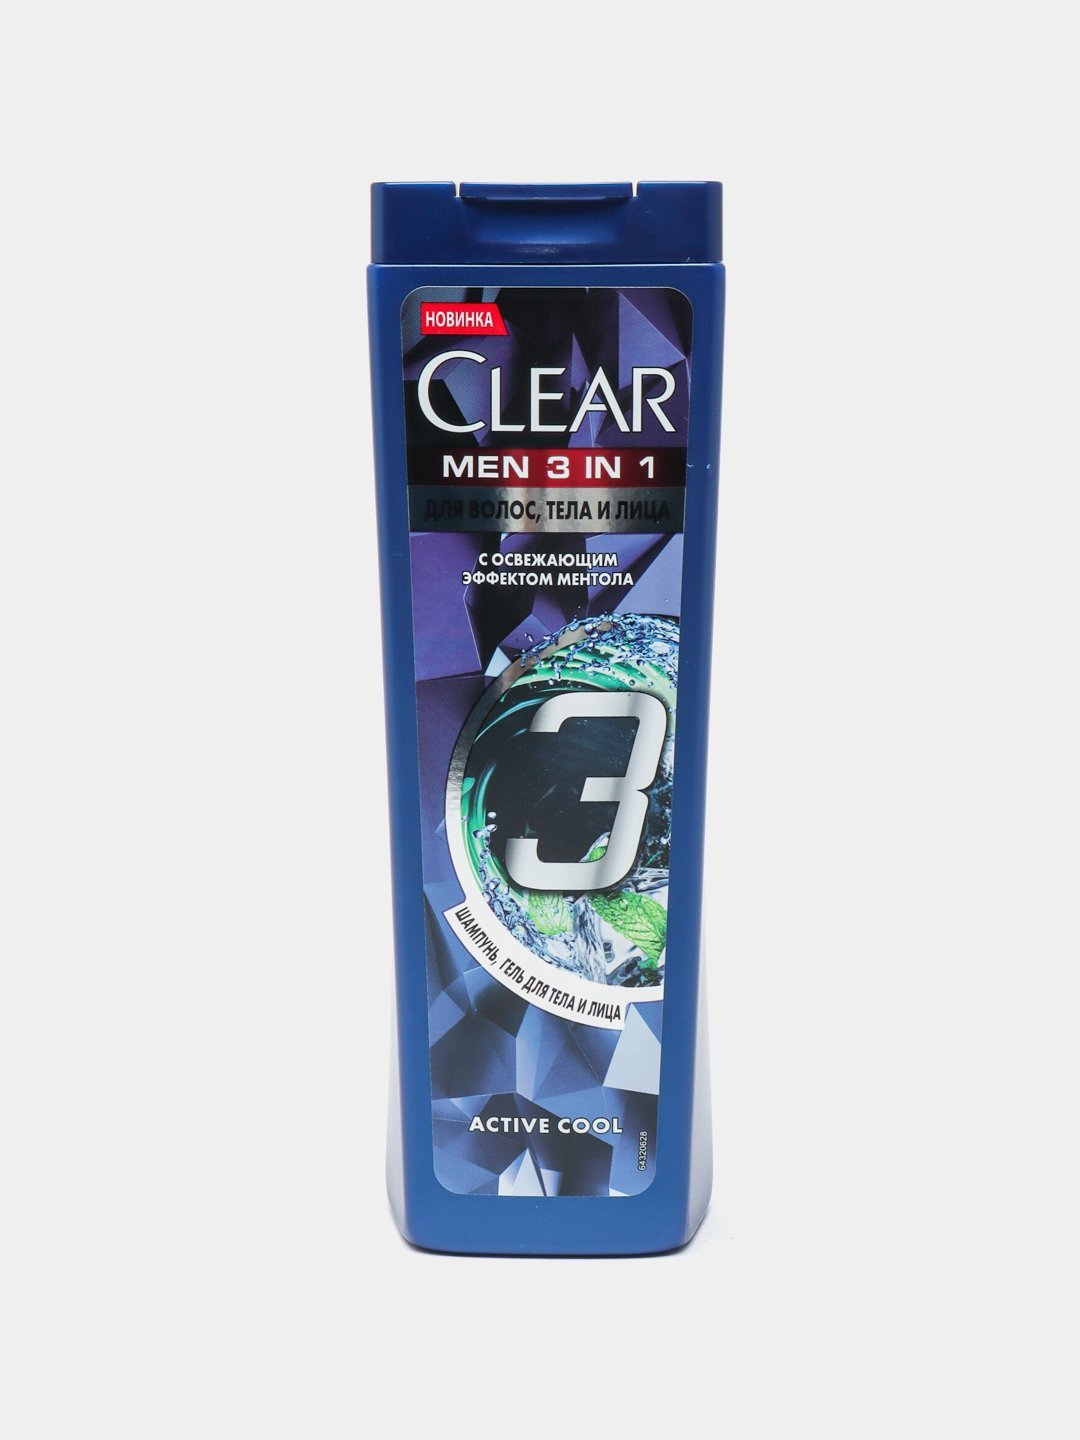 НОВИНКА
CLEAR
MEN 3 IN 1
ДЛЯ ВОЛОС, ТЕЛА И ЛИЦА
С ОСВЕЖАЮЩИМ
ЭФФЕКТОМ МЕНТОЛА
3
ШАМПУНЬ, ГЕЛЬ ДЛЯ ТЕЛА И ЛИЦА
ACTIVE COOL
64320628